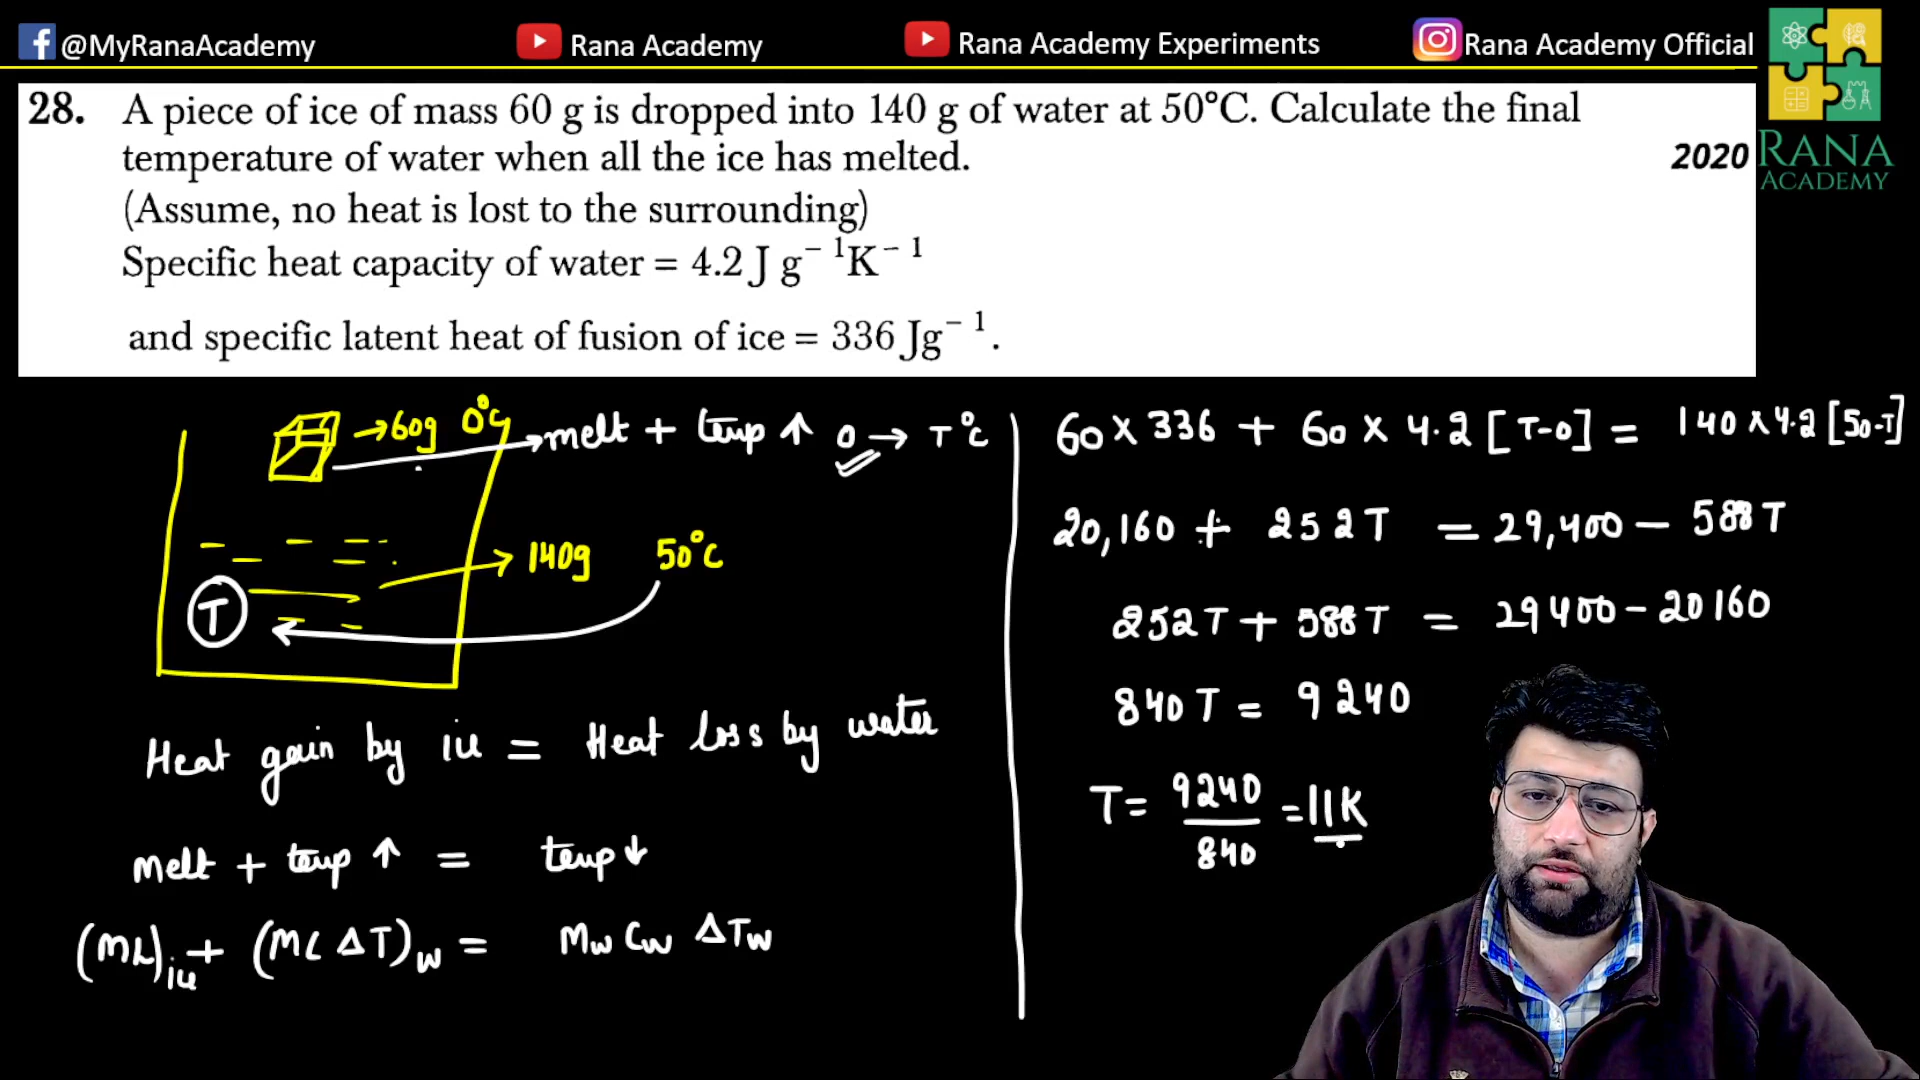 @MyRanaAcademy
Rana Academy
Rana Academy Experiments
Rana Academy Official
RANA
ACADEMY
28. A piece of ice of mass 60 g is dropped into 140 g of water at 50°C. Calculate the final
temperature of water when all the ice has melted.
2020
(Assume, no heat is lost to the surrounding)
Specific heat capacity of water = 4.2 J g⁻¹K⁻¹
and specific latent heat of fusion of ice = 336 Jg⁻¹.
→60g 0°C →melt + temp ↑ 0 → T°C
→ 140g 50°C
T
Heat gain by ice = Heat loss by water
melt + temp ↑ = temp ↓
(ML)ice + (MC ΔT)w = Mw Cw ΔTw
60 × 336 + 60 × 4.2 [T-0] = 140 × 4.2 [50-T]
20,160 + 252T = 29,400 − 588T
252T + 588T = 29400 − 20160
840T = 9240
T = 9240/840 = 11K